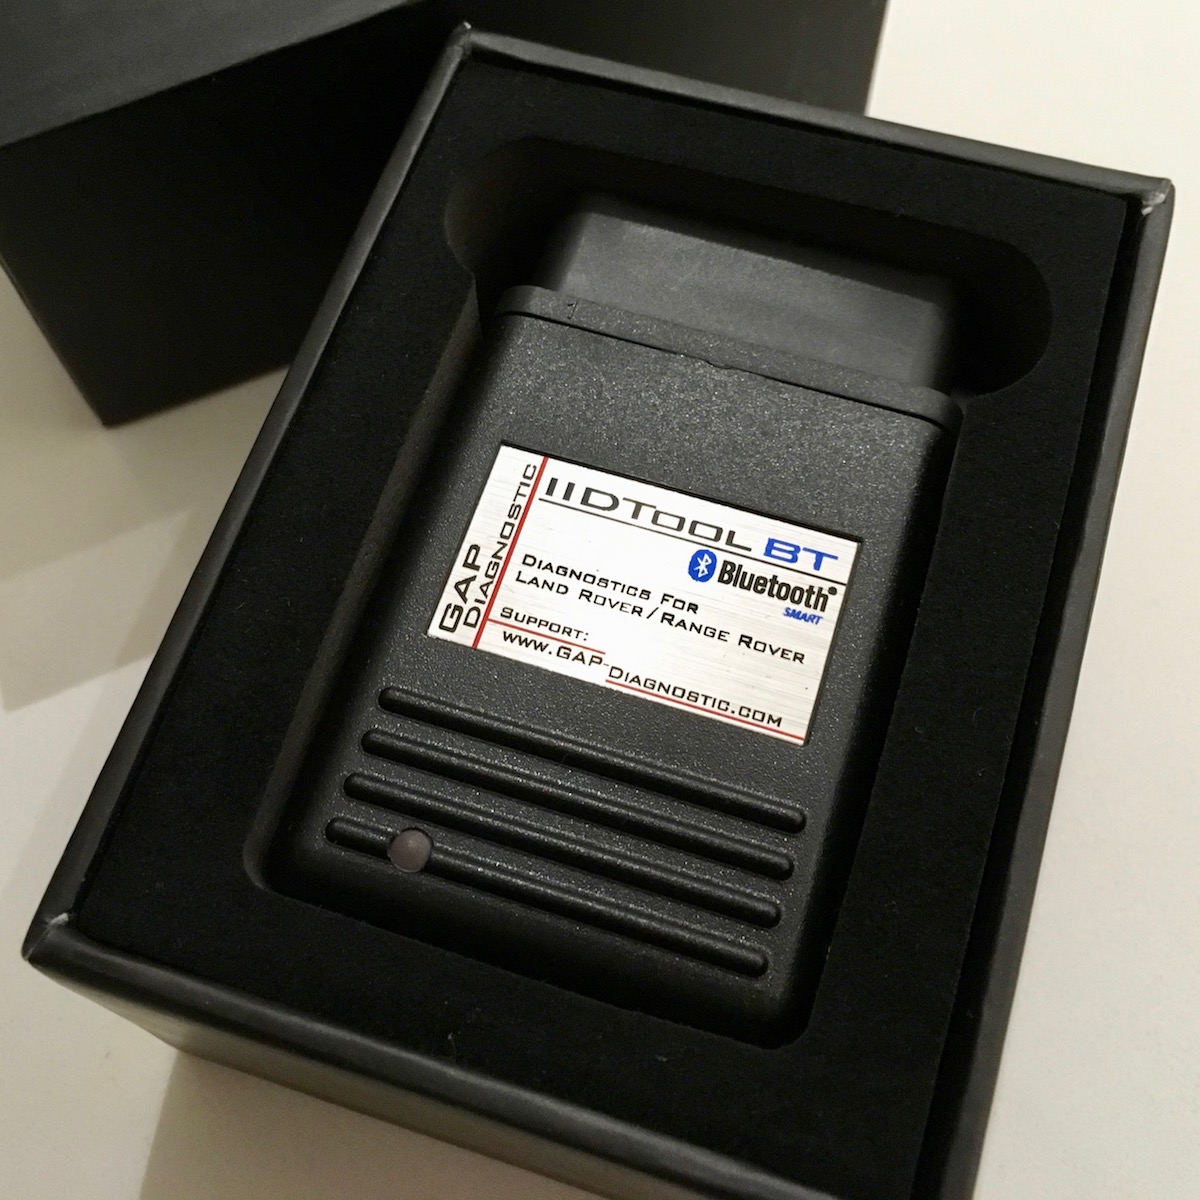 GAP
DIAGNOSTIC
IIDTOOL BT
Bluetooth®
SMART
DIAGNOSTICS FOR
LAND ROVER/RANGE ROVER
SUPPORT:
WWW.GAP-DIAGNOSTIC.COM